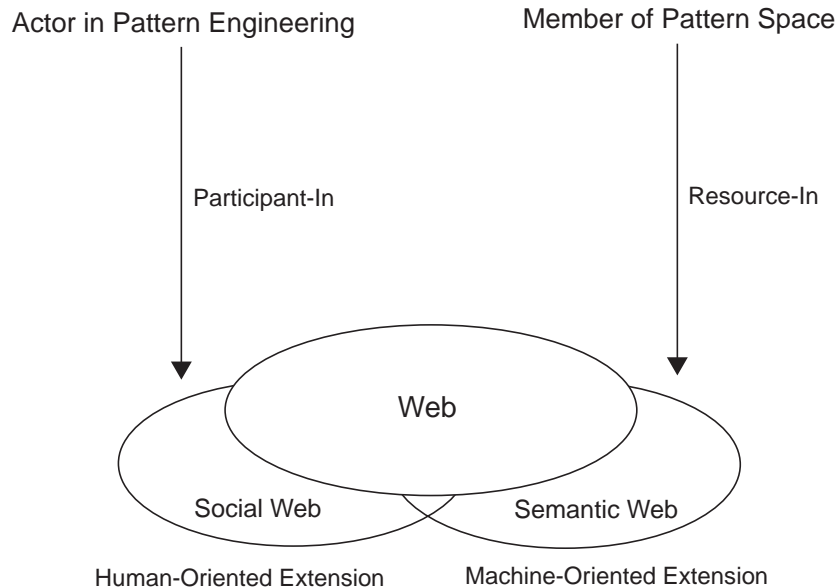 Actor in Pattern Engineering
Member of Pattern Space
Participant-In
Resource-In
Web
Social Web
Semantic Web
Human-Oriented Extension
Machine-Oriented Extension